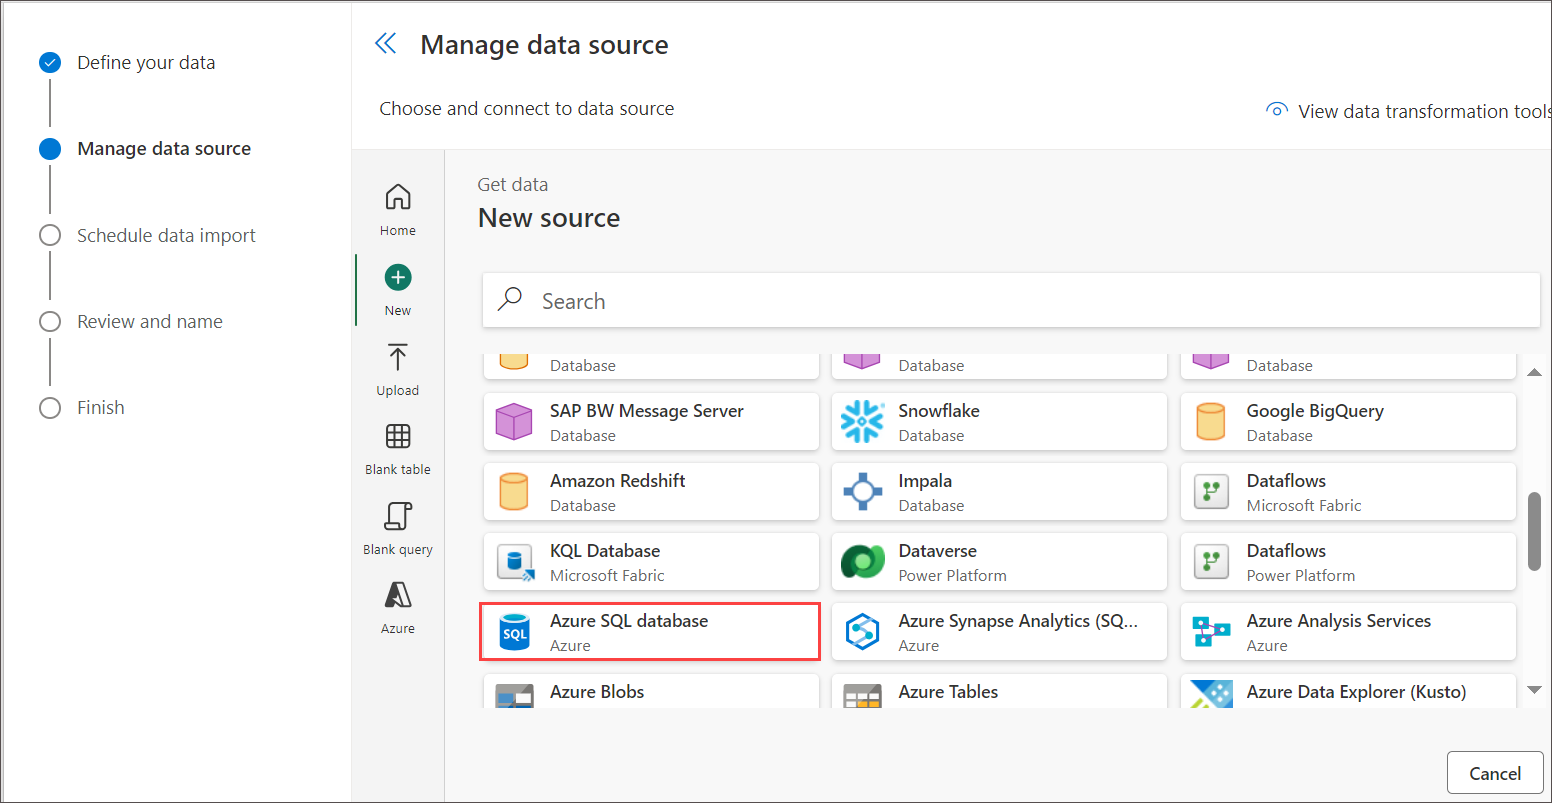 Define your data
Manage data source
Schedule data import
Review and name
Finish
Manage data source
Choose and connect to data source
View data transformation tools
Home
New
Upload
Blank table
Blank query
Azure
Get data
New source
Search
Database
Database
Database
SAP BW Message Server
Database
Snowflake
Database
Google BigQuery
Database
Amazon Redshift
Database
Impala
Database
Dataflows
Microsoft Fabric
KQL Database
Microsoft Fabric
Dataverse
Power Platform
Dataflows
Power Platform
SQL
Azure SQL database
Azure
Azure Synapse Analytics (SQ...
Azure
Azure Analysis Services
Azure
Azure Blobs
Azure Tables
Azure Data Explorer (Kusto)
Cancel